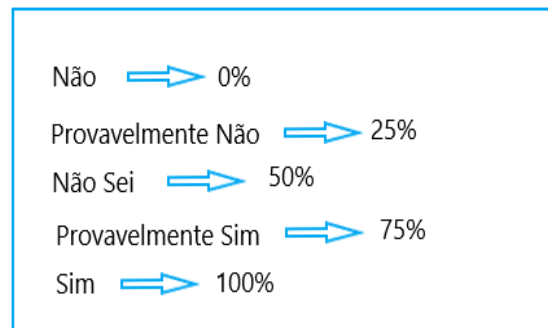 Não 0%
Provavelmente Não 25%
Não Sei 50%
Provavelmente Sim 75%
Sim 100%